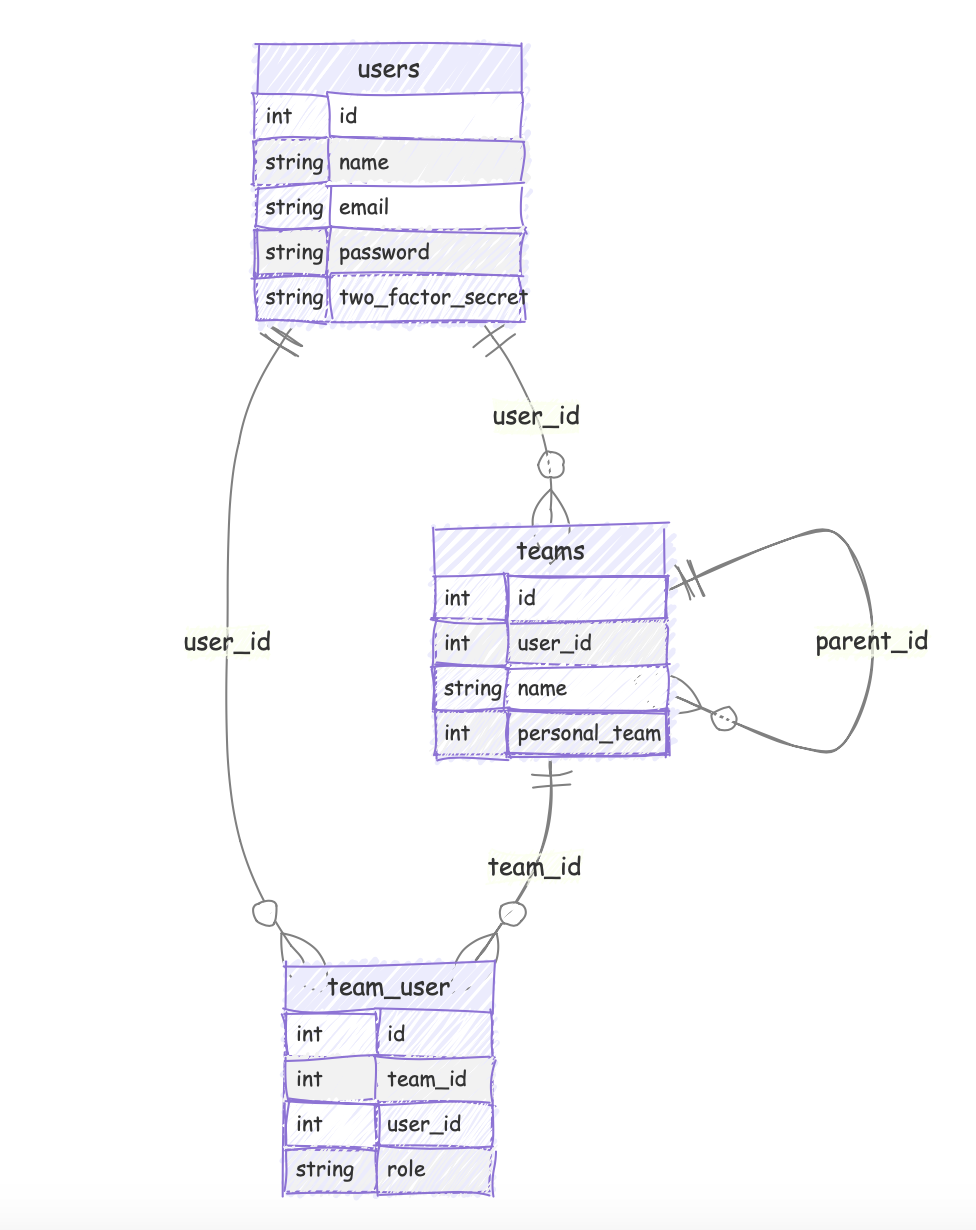 users
int id
string name
string email
string password
string two_factor_secret
user_id
teams
int id
int user_id
string name
int personal_team
user_id
parent_id
team_id
team_user
int id
int team_id
int user_id
string role